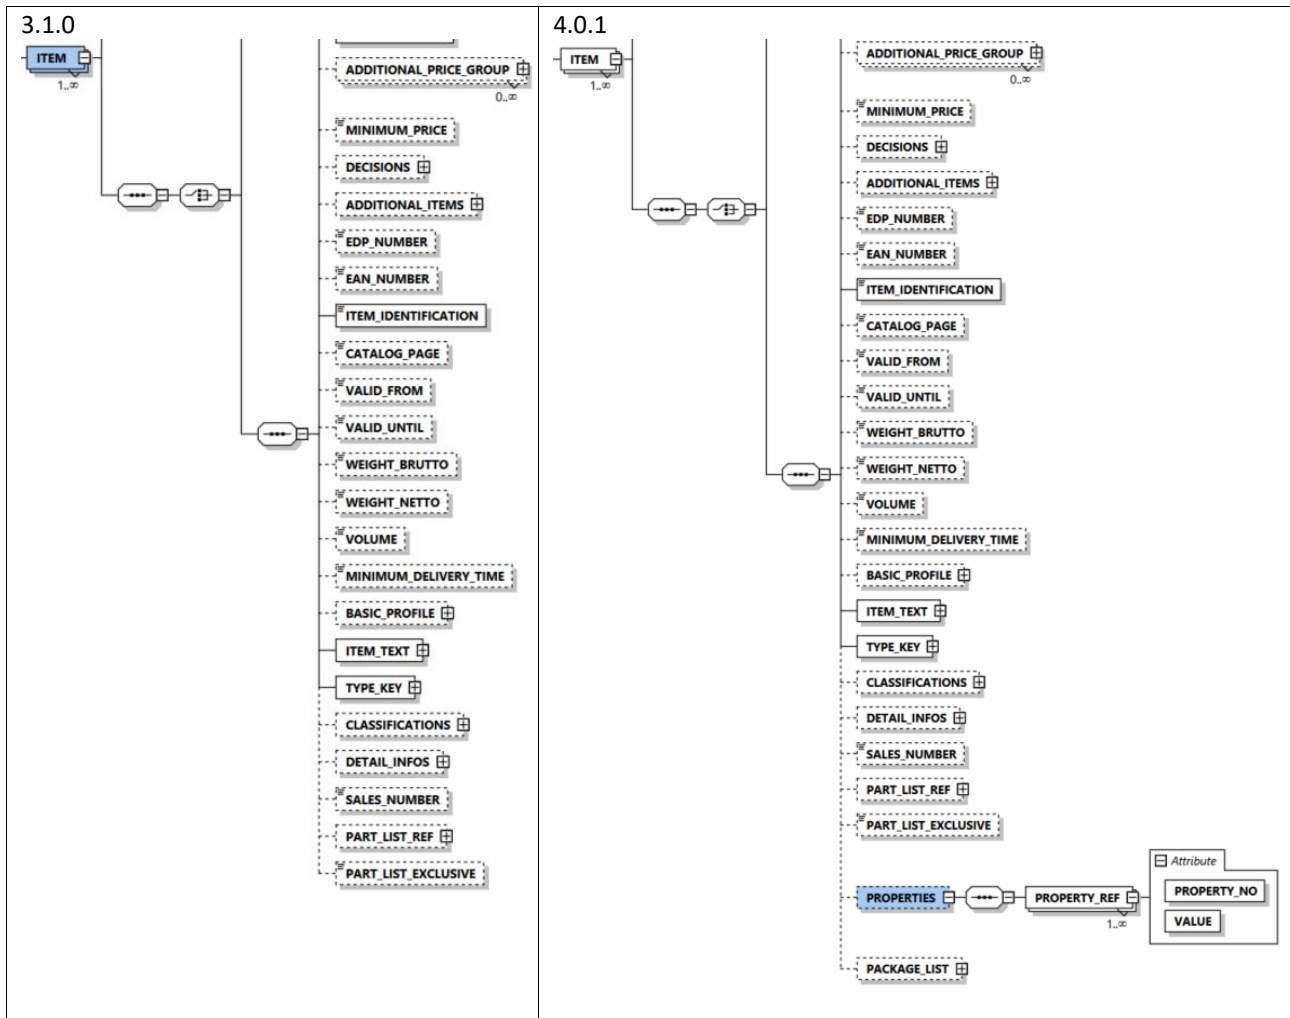 3.1.0
ITEM
1..∞
ADDITIONAL_PRICE_GROUP
0..∞
MINIMUM_PRICE
DECISIONS
ADDITIONAL_ITEMS
EDP_NUMBER
EAN_NUMBER
ITEM_IDENTIFICATION
CATALOG_PAGE
VALID_FROM
VALID_UNTIL
WEIGHT_BRUTTO
WEIGHT_NETTO
VOLUME
MINIMUM_DELIVERY_TIME
BASIC_PROFILE
ITEM_TEXT
TYPE_KEY
CLASSIFICATIONS
DETAIL_INFOS
SALES_NUMBER
PART_LIST_REF
PART_LIST_EXCLUSIVE
4.0.1
ITEM
1..∞
ADDITIONAL_PRICE_GROUP
0..∞
MINIMUM_PRICE
DECISIONS
ADDITIONAL_ITEMS
EDP_NUMBER
EAN_NUMBER
ITEM_IDENTIFICATION
CATALOG_PAGE
VALID_FROM
VALID_UNTIL
WEIGHT_BRUTTO
WEIGHT_NETTO
VOLUME
MINIMUM_DELIVERY_TIME
BASIC_PROFILE
ITEM_TEXT
TYPE_KEY
CLASSIFICATIONS
DETAIL_INFOS
SALES_NUMBER
PART_LIST_REF
PART_LIST_EXCLUSIVE
PROPERTIES
PROPERTY_REF
1..∞
Attribute
PROPERTY_NO
VALUE
PACKAGE_LIST